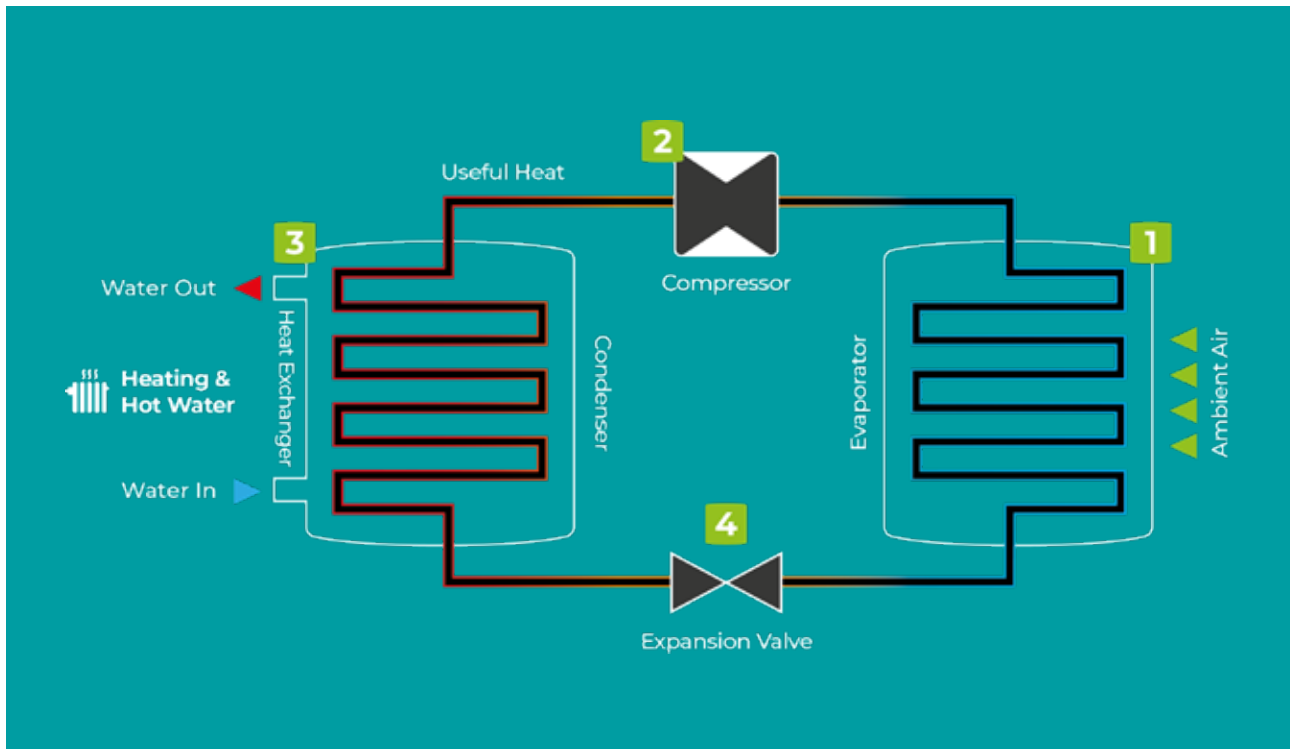 2
Useful Heat
3
1
Compressor
Water Out
Heat Exchanger
Condenser
Evaporator
Ambient Air
Heating &
Hot Water
Water In
4
Expansion Valve